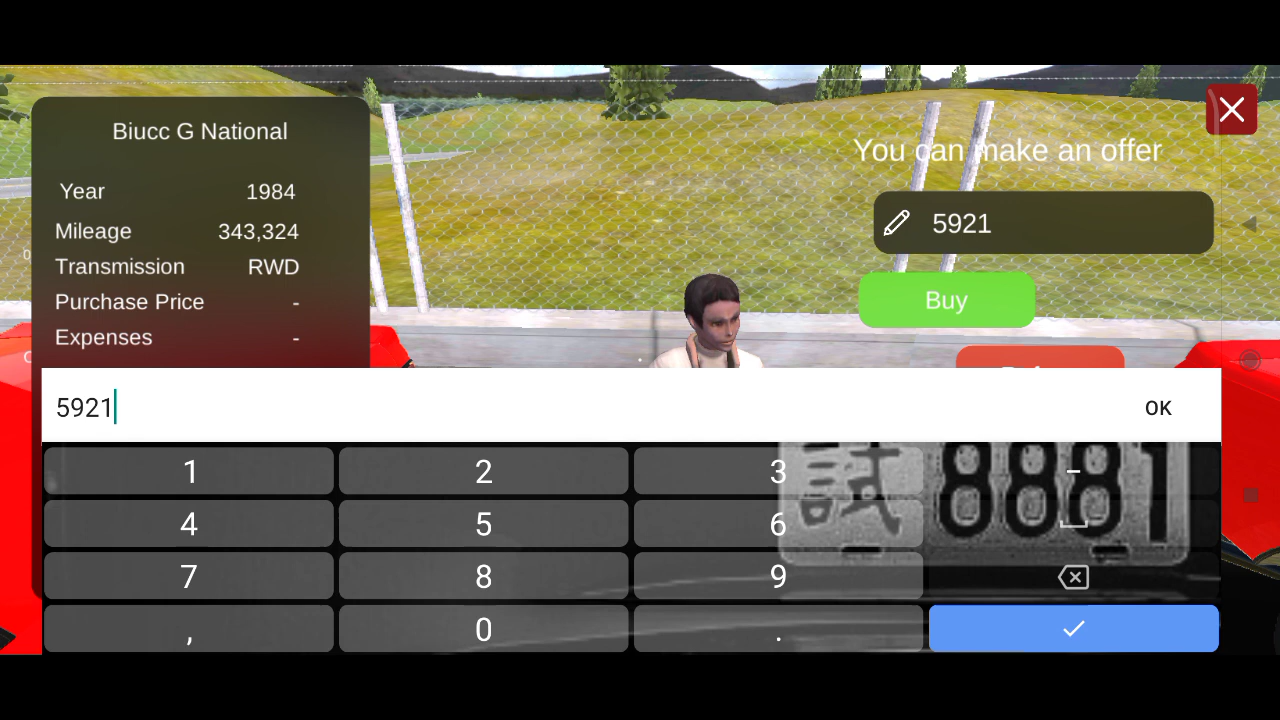 Biucc G National
Year 1984
Mileage 343,324
Transmission RWD
Purchase Price -
Expenses -
You can make an offer
5921
Buy
5921
OK
1 2 3 -
4 5 6
7 8 9
, 0 .
試 8881